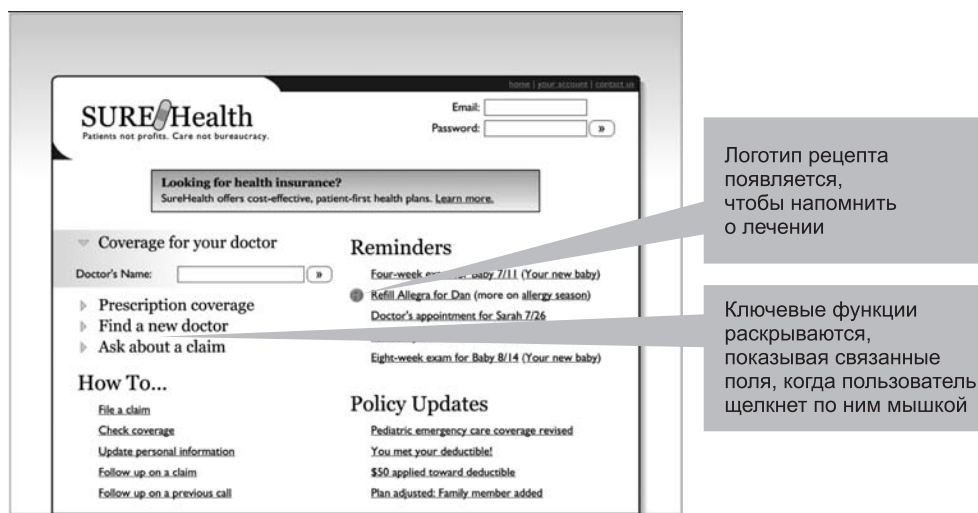 home | your account | contact us
SURE Health
Patients not profits. Care not bureaucracy.
Email:
Password:
»
Looking for health insurance?
SureHealth offers cost-effective, patient-first health plans. Learn more.
Coverage for your doctor
Doctor's Name:
»
Prescription coverage
Find a new doctor
Ask about a claim
How To...
File a claim
Check coverage
Update personal information
Follow up on a claim
Follow up on a previous call
Reminders
Four-week Baby 7/11 (Your new baby)
Refill Allegra for Dan (more on allergy season)
Doctor's appointment for Sarah 7/26
Eight-week exam for Baby 8/14 (Your new baby)
Policy Updates
Pediatric emergency care coverage revised
You met your deductible!
$50 applied toward deductible
Plan adjusted: Family member added
Логотип рецепта
появляется,
чтобы напомнить
о лечении
Ключевые функции
раскрываются,
показывая связанные
поля, когда пользователь
щелкнет по ним мышкой